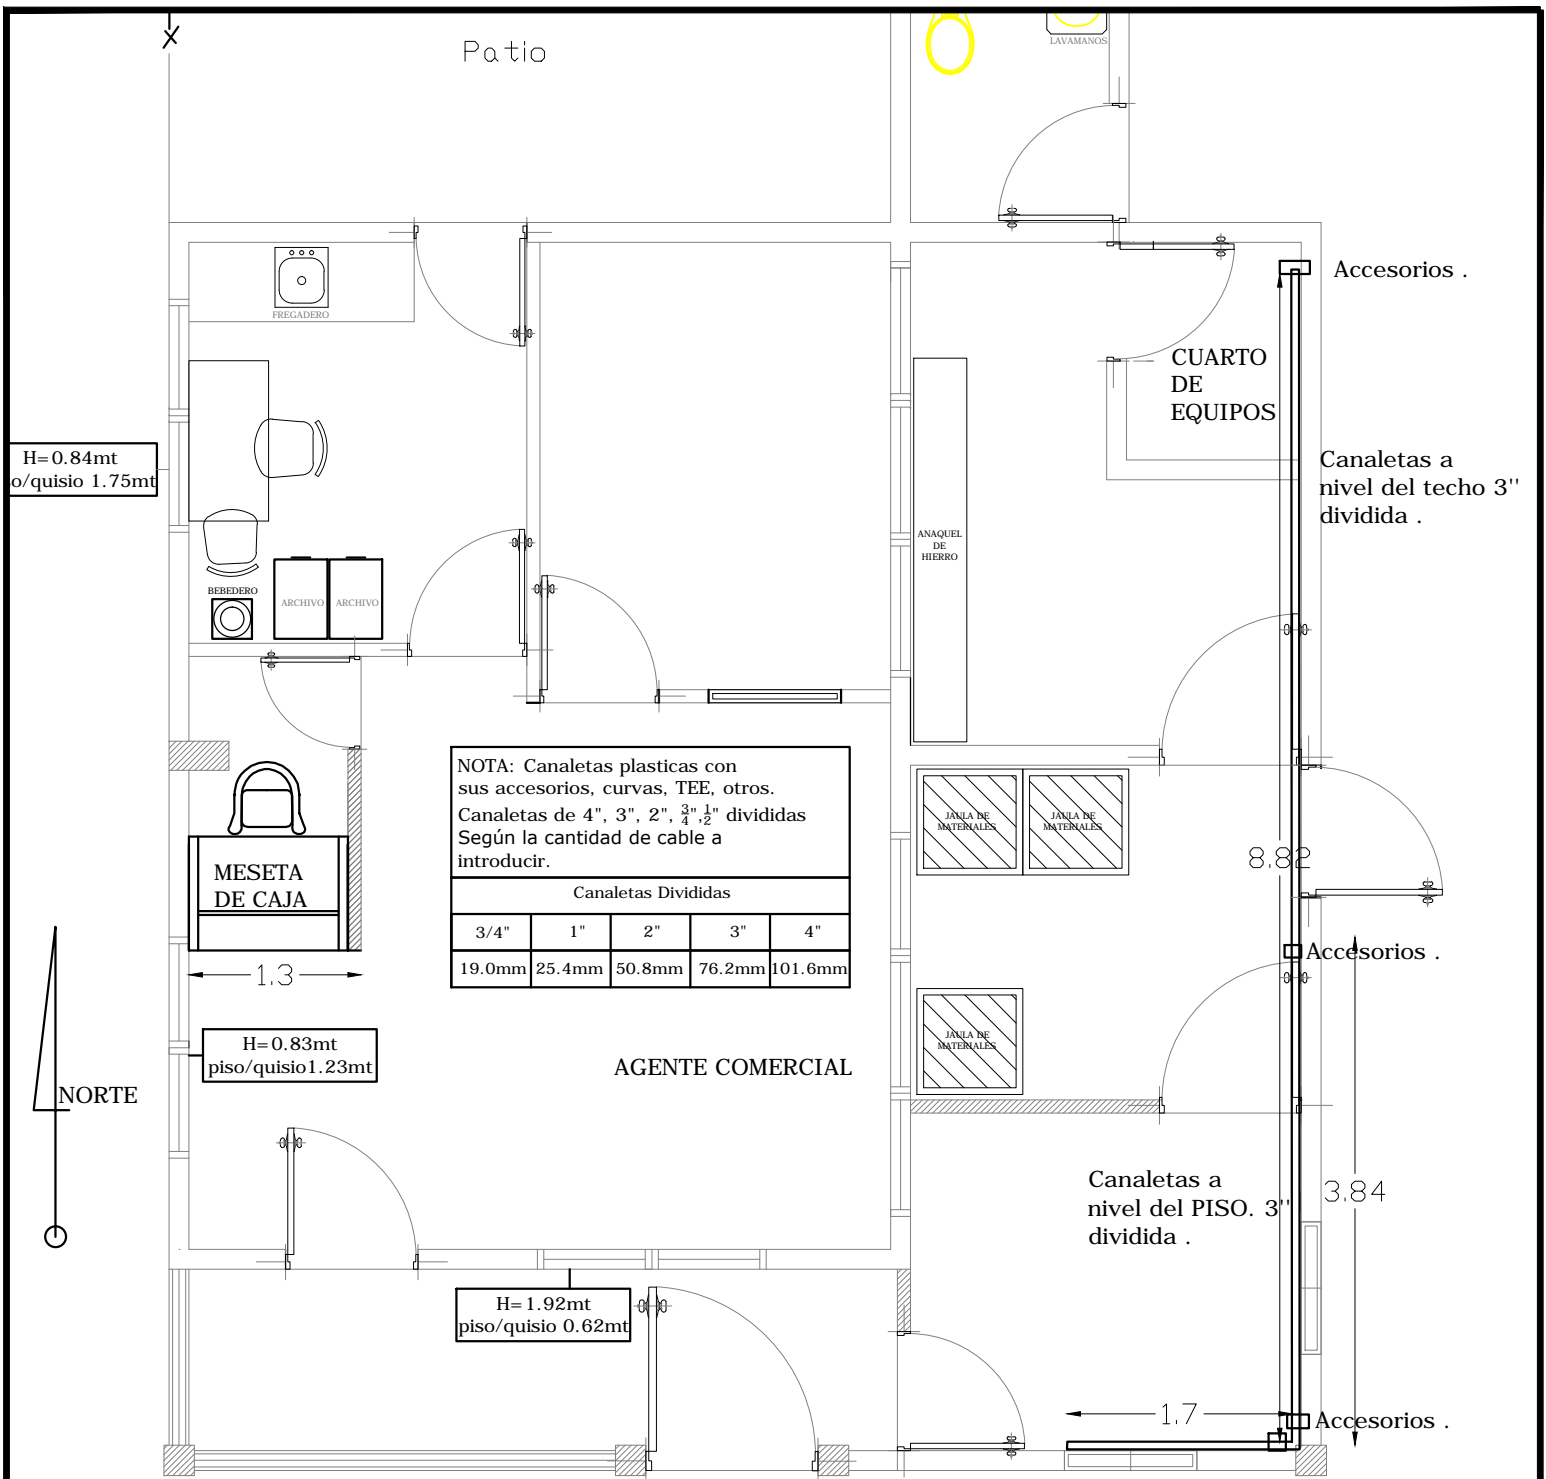 Patio
LAVAMANOS
Accesorios .
FREGADERO
CUARTO
DE
EQUIPOS
H=0.84mt
o/quisio 1.75mt
Canaletas a
nivel del techo 3''
dividida .
ANAQUEL
DE
HIERRO
BEBEDERO
ARCHIVO
ARCHIVO
NOTA: Canaletas plasticas con
sus accesorios, curvas, TEE, otros.
Canaletas de 4", 3", 2", 3/4",1/2" divididas
Según la cantidad de cable a
introducir.
Canaletas Divididas
3/4" 1" 2" 3" 4"
19.0mm 25.4mm 50.8mm 76.2mm 101.6mm
JAULA DE
MATERIALES
JAULA DE
MATERIALES
8.82
MESETA
DE CAJA
1.3
Accesorios .
H=0.83mt
piso/quisio1.23mt
JAULA DE
MATERIALES
AGENTE COMERCIAL
NORTE
Canaletas a
nivel del PISO. 3''
dividida .
3.84
H=1.92mt
piso/quisio 0.62mt
1.7
Accesorios .